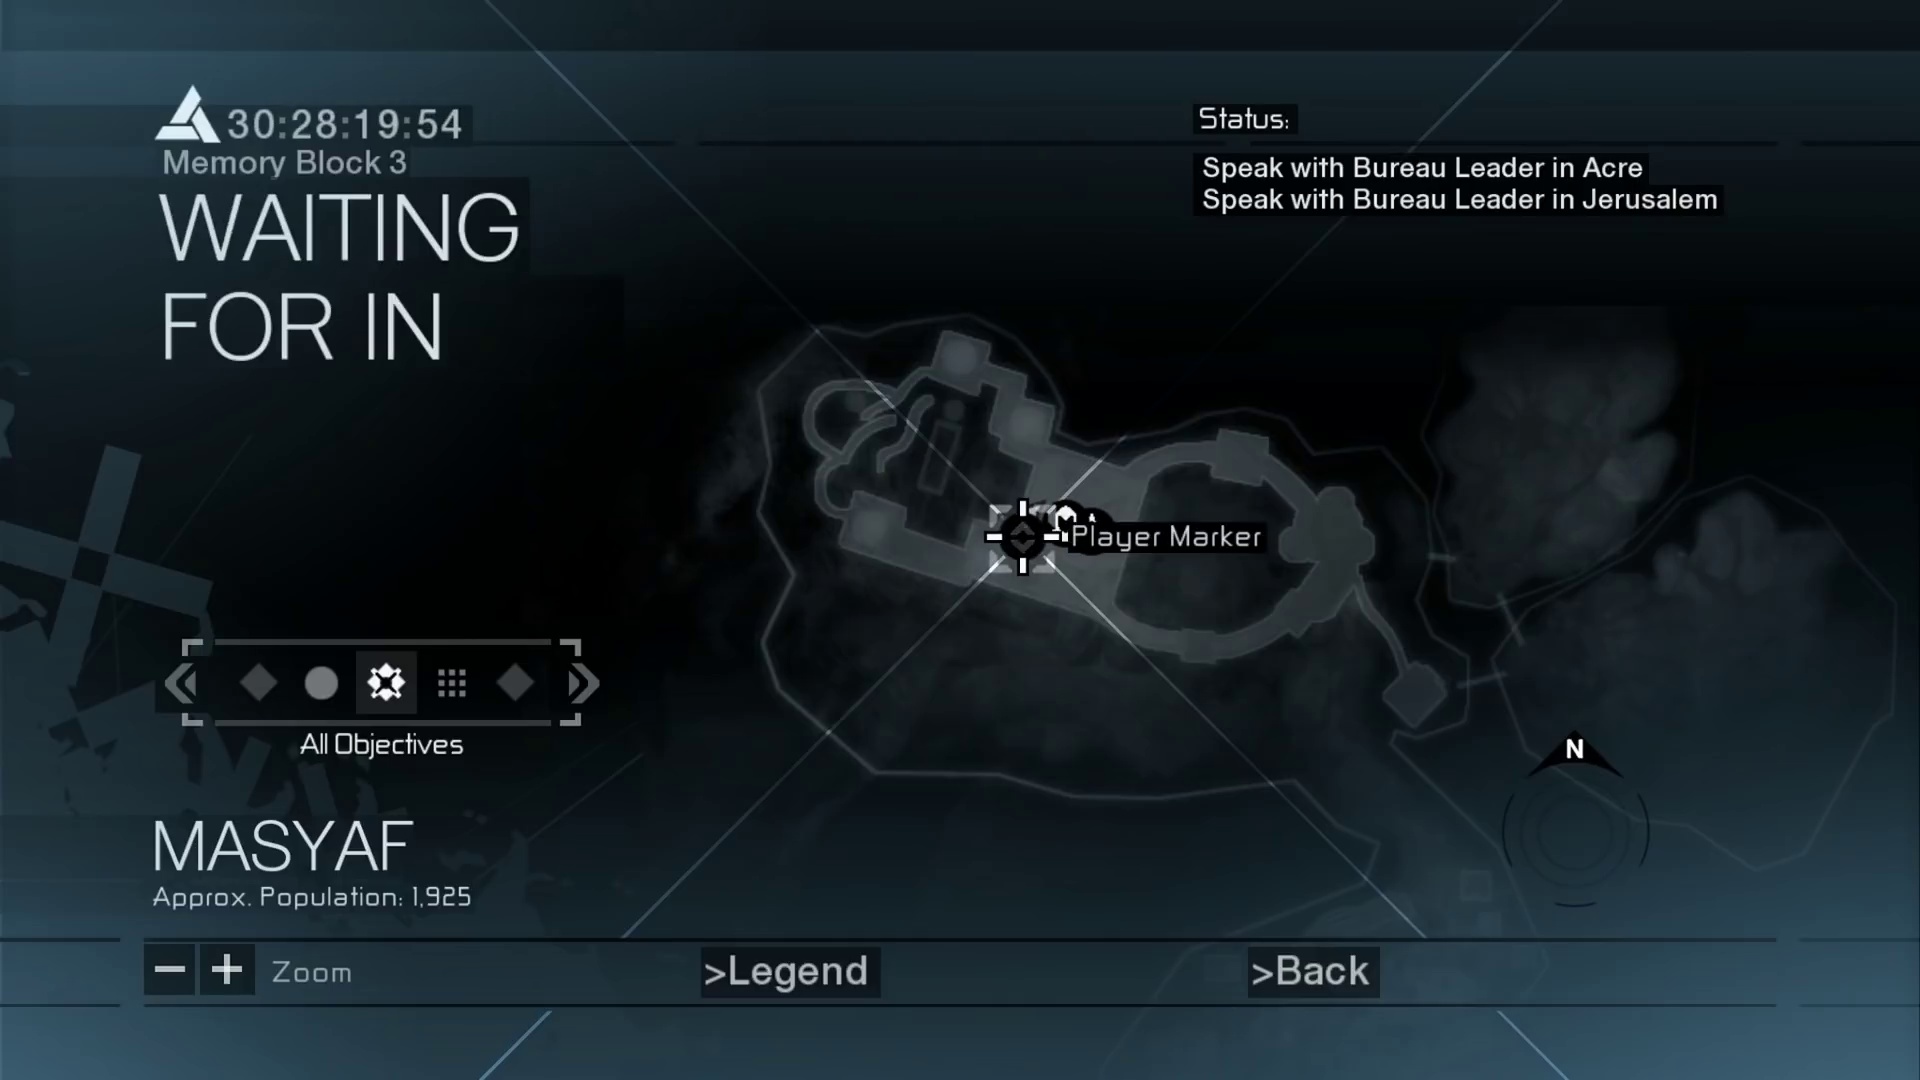 30:28:19:54
Memory Block 3
WAITING
FOR IN
Status:
Speak with Bureau Leader in Acre
Speak with Bureau Leader in Jerusalem
Player Marker
All Objectives
MASYAF
Approx. Population: 1,925
N
Zoom
>Legend
>Back